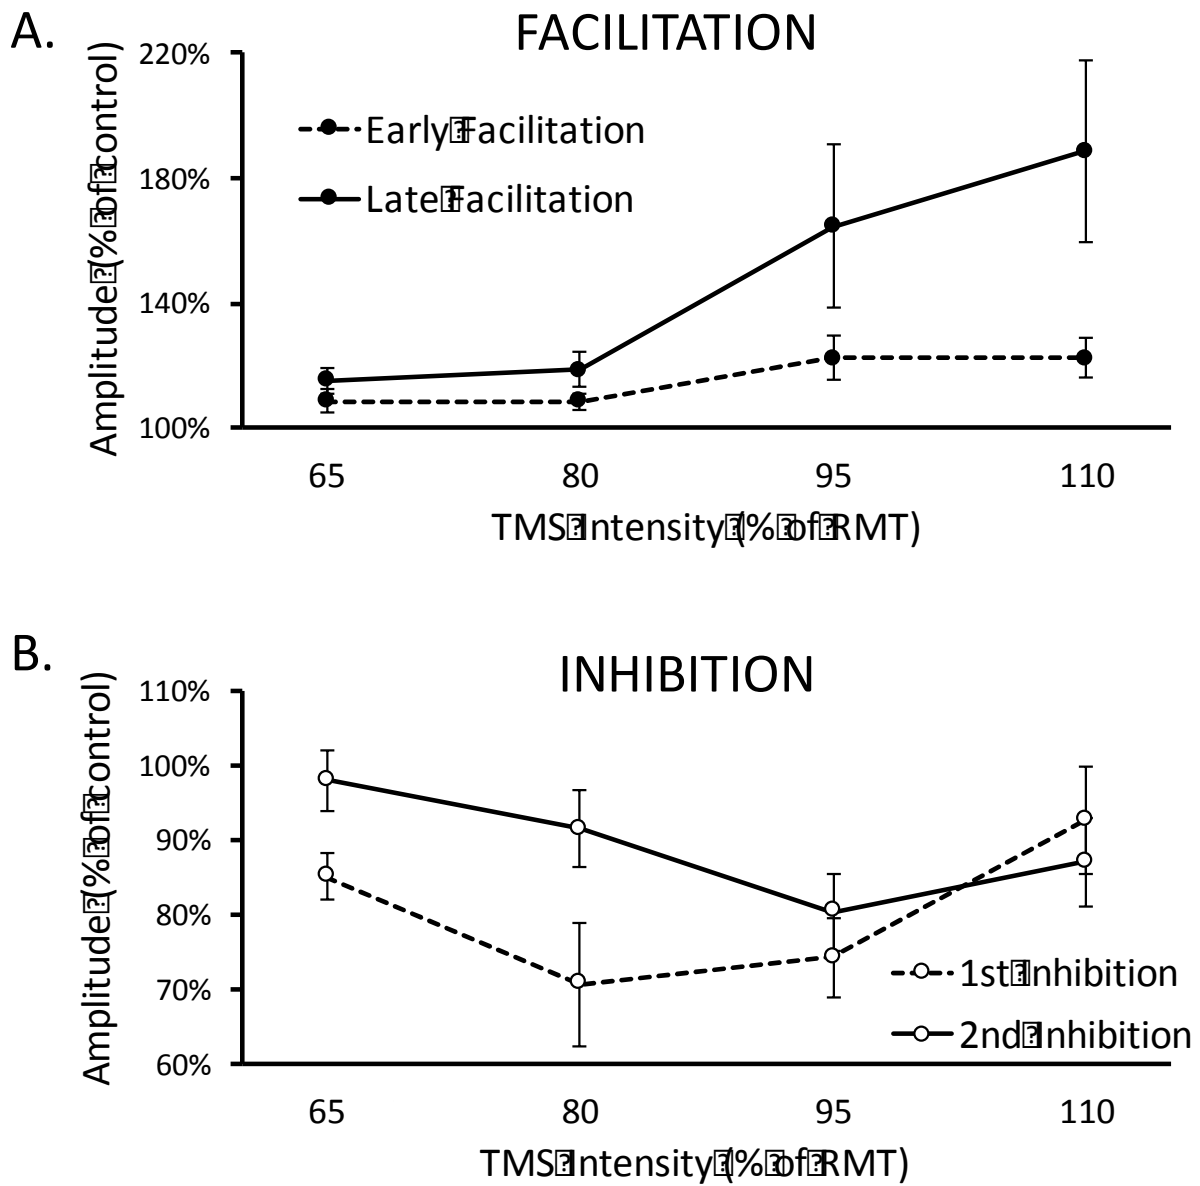 A.
FACILITATION
Amplitude (% of control)
220%
180%
140%
100%
Early Facilitation
Late Facilitation
65 80 95 110
TMS Intensity (% of RMT)
B.
INHIBITION
Amplitude (% of control)
110%
100%
90%
80%
70%
60%
1st Inhibition
2nd Inhibition
65 80 95 110
TMS Intensity (% of RMT)